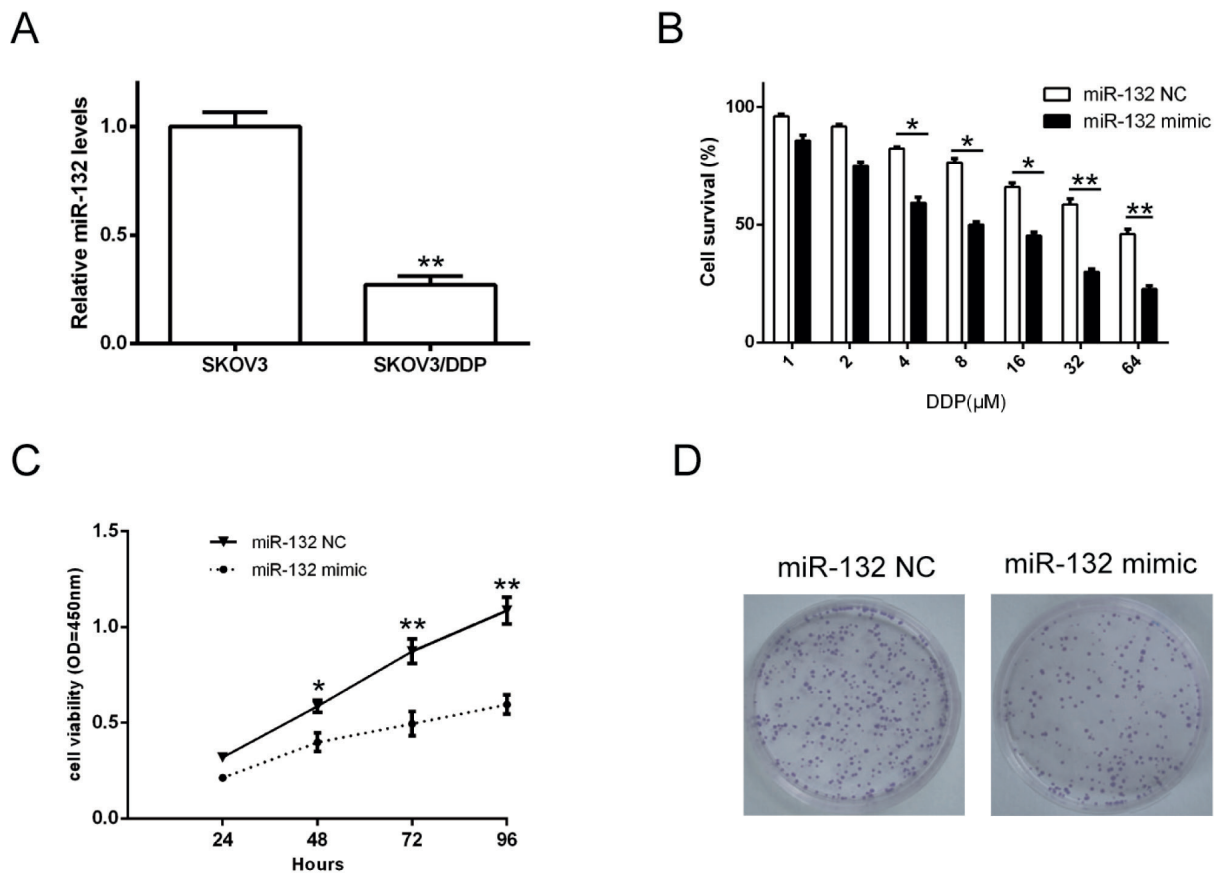 A
Relative miR-132 levels
1.0
0.5
0.0
**
SKOV3
SKOV3/DDP
B
Cell survival (%)
100
50
0
miR-132 NC
miR-132 mimic
*
*
*
**
**
1
2
4
8
16
32
64
DDP(µM)
C
cell viability (OD=450nm)
1.5
1.0
0.5
0.0
miR-132 NC
miR-132 mimic
*
**
**
24
48
72
96
Hours
D
miR-132 NC
miR-132 mimic